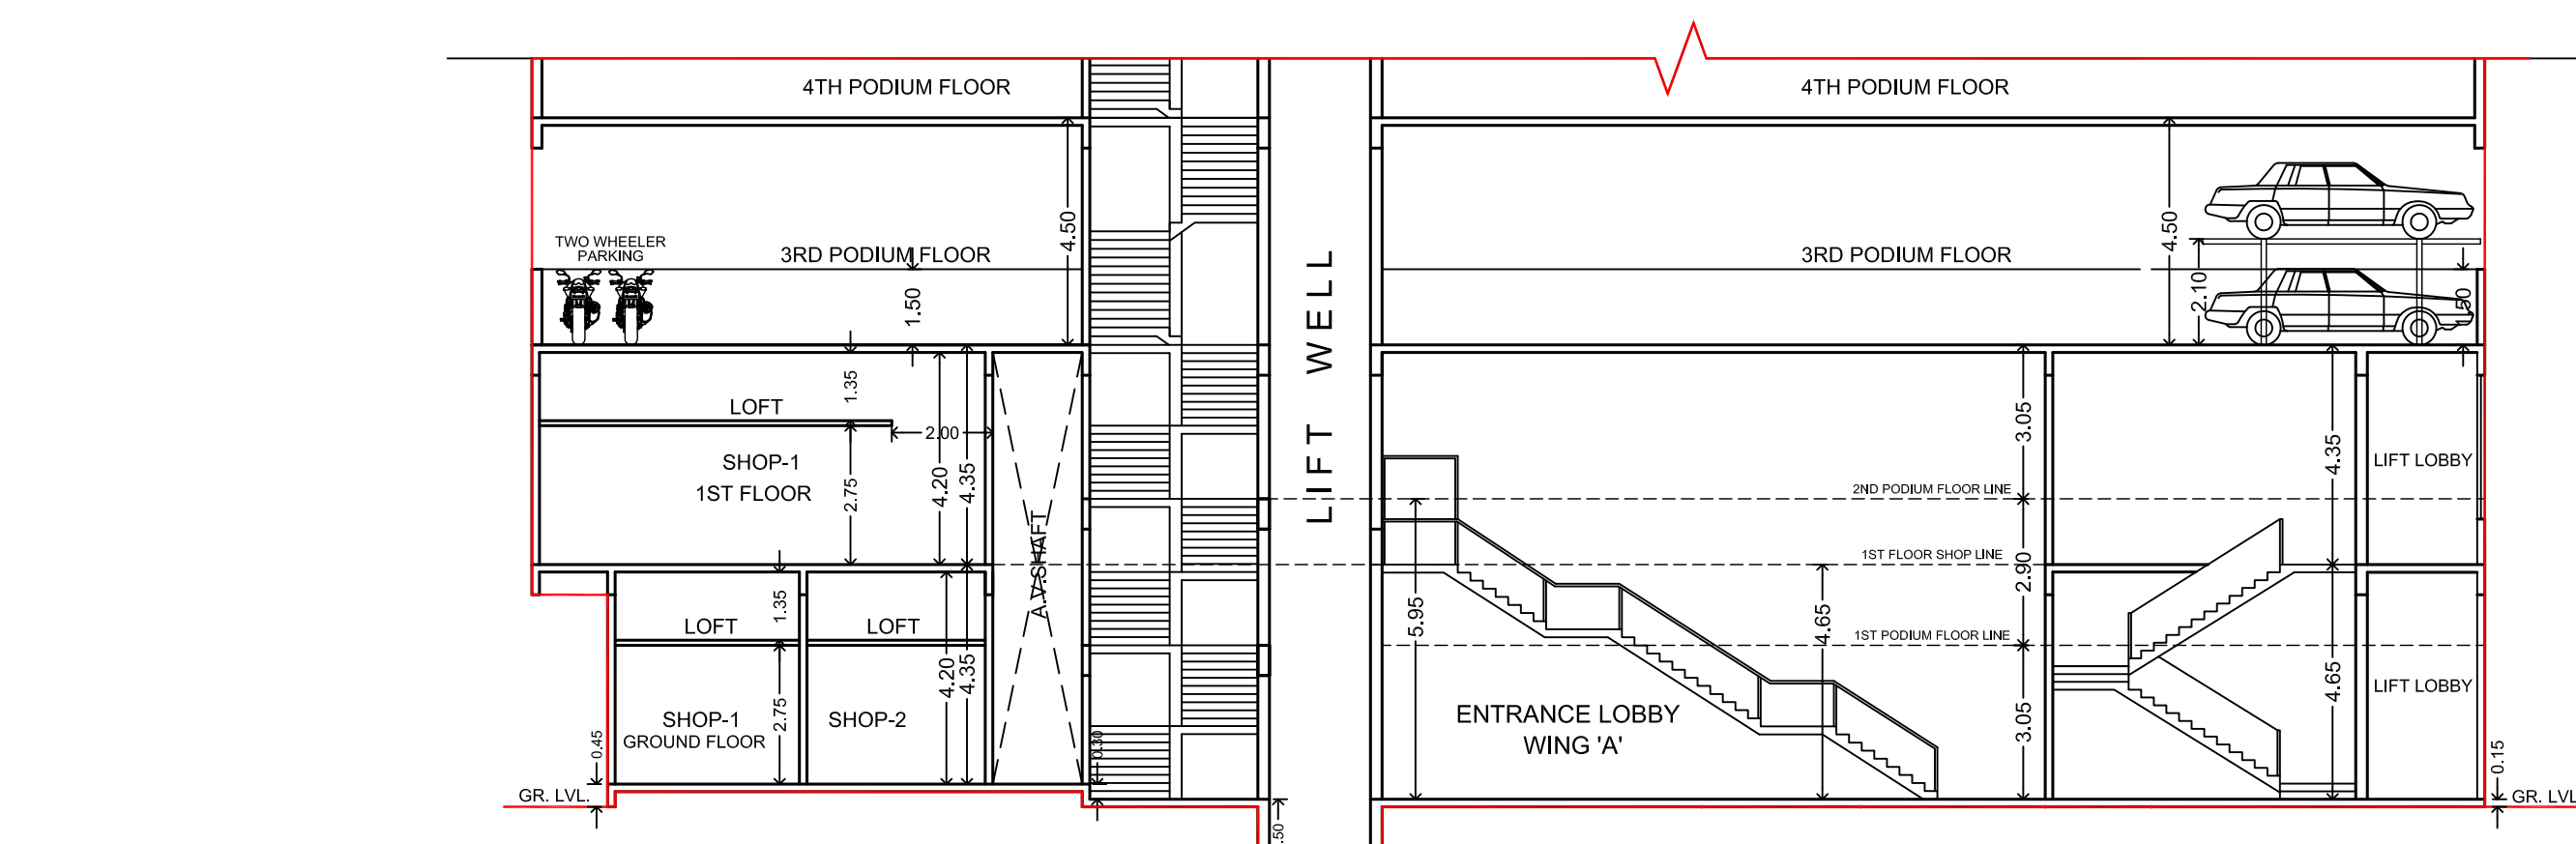 4TH PODIUM FLOOR
4TH PODIUM FLOOR
TWO WHEELER
PARKING
3RD PODIUM FLOOR
1.50
4.50
LIFT WELL
3RD PODIUM FLOOR
4.50
2.10
LOFT
1.35
2.00
SHOP-1
1ST FLOOR
2.75
4.20
4.35
A.V.SHAFT
3.05
4.35
LIFT LOBBY
2ND PODIUM FLOOR LINE
1ST FLOOR SHOP LINE
2.90
1ST PODIUM FLOOR LINE
5.95
4.65
3.05
4.65
LIFT LOBBY
LOFT
1.35
LOFT
4.20
4.35
SHOP-1
GROUND FLOOR
2.75
SHOP-2
0.45
0.30
ENTRANCE LOBBY
WING 'A'
0.15
GR. LVL.
GR. LVL
.50